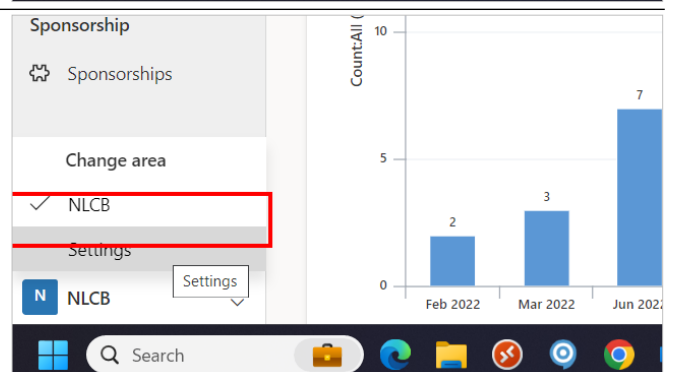 Sponsorship
Sponsorships
Change area
NLCB
Settings
Settings
N NLCB
Count:All (
10
5
0
2
3
7
Feb 2022
Mar 2022
Jun 202
Search